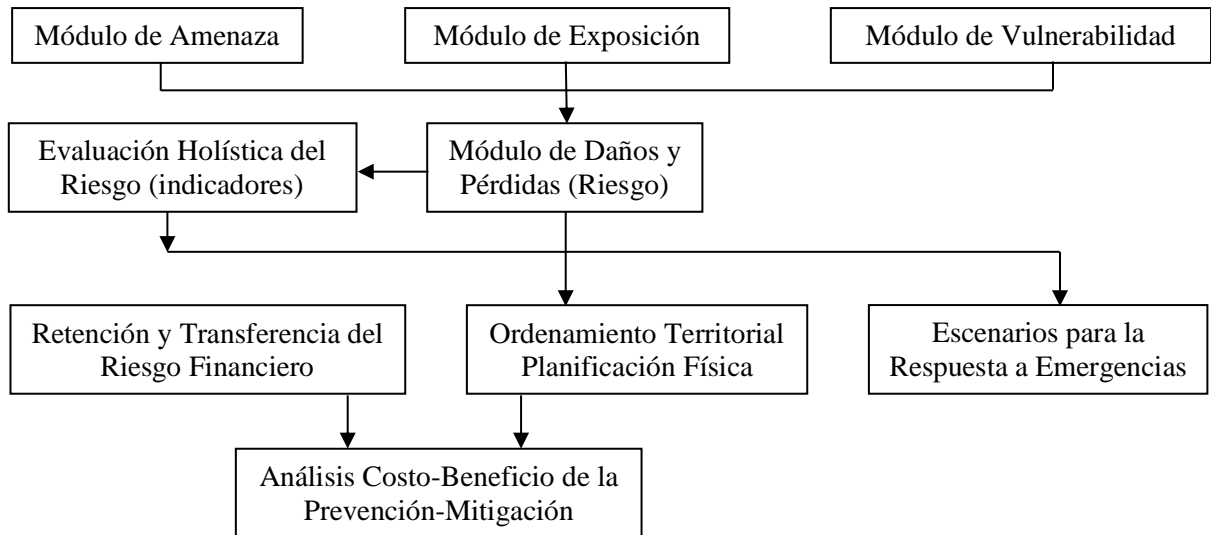 Módulo de Amenaza
Módulo de Exposición
Módulo de Vulnerabilidad
Evaluación Holística del
Riesgo (indicadores)
Módulo de Daños y
Pérdidas (Riesgo)
Retención y Transferencia del
Riesgo Financiero
Ordenamiento Territorial
Planificación Física
Escenarios para la
Respuesta a Emergencias
Análisis Costo-Beneficio de la
Prevención-Mitigación